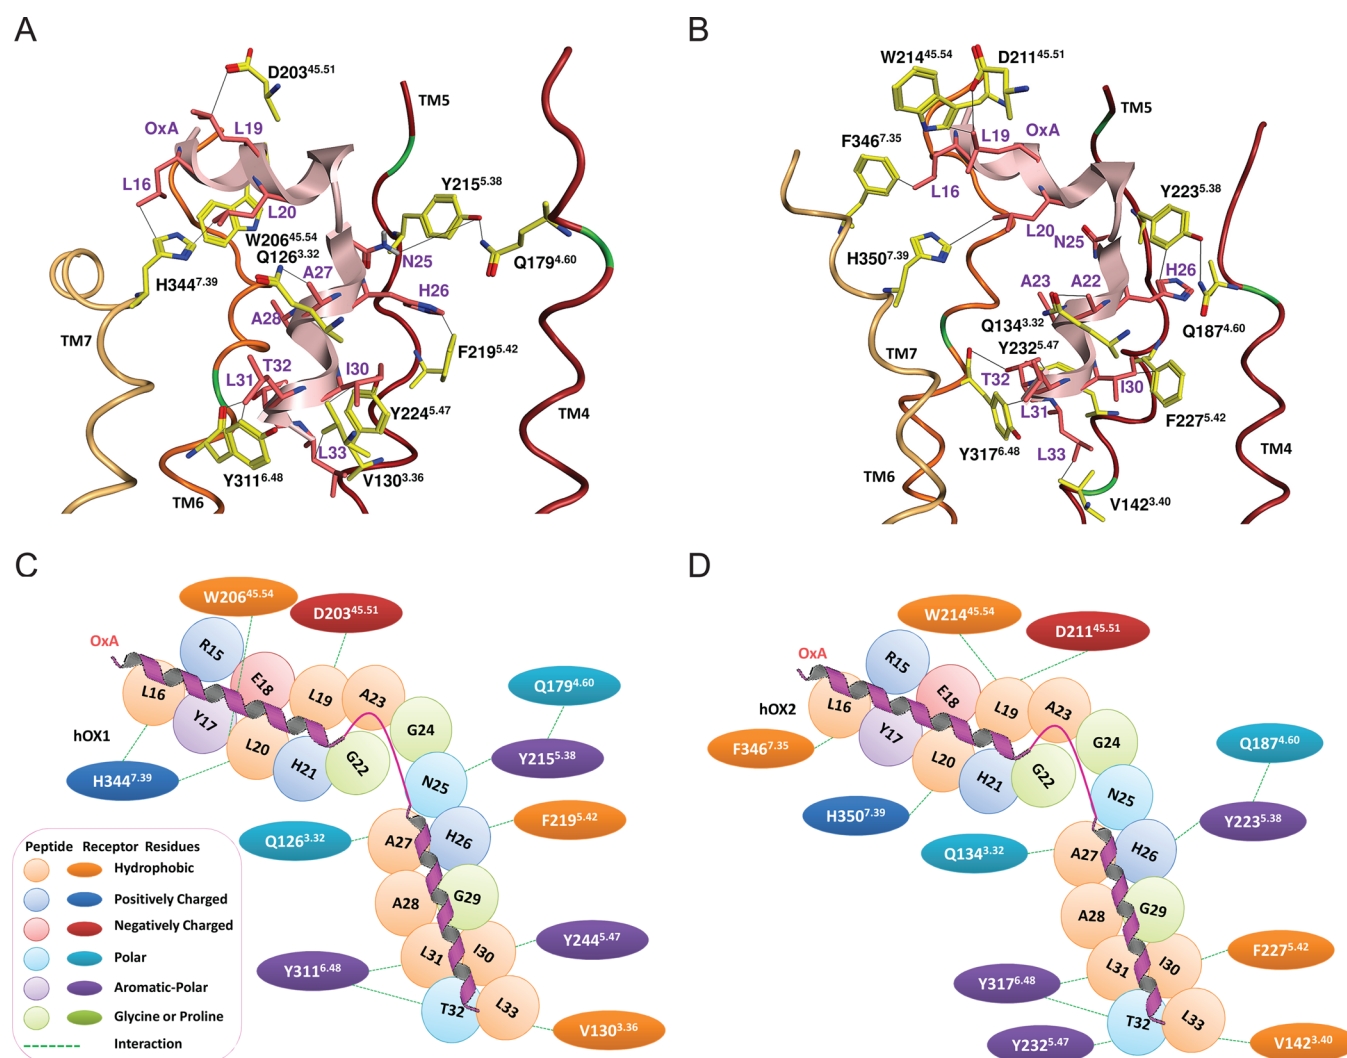 A
D203^45.51
OxA
L19
TM5
L16
L20
Y215^5.38
W206^45.54
Q126^3.32
N25
Q179^4.60
H344^7.39
A27
H26
A28
TM7
F219^5.42
T32
L31
I30
Y224^5.47
TM4
L33
Y311^6.48
V130^3.36
TM6
B
W214^45.54
D211^45.51
TM5
OxA
L19
F346^7.35
L16
Y223^5.38
L20
N25
H350^7.39
H26
A23
A22
Q134^3.32
Q187^4.60
TM7
Y232^5.47
T32
I30
L31
F227^5.42
Y317^6.48
L33
TM4
TM6
V142^3.40
C
W206^45.54
D203^45.51
OxA
R15
L16
E18
L19
A23
Q179^4.60
Y17
hOX1
L20
G24
H21
G22
Y215^5.38
H344^7.39
N25
F219^5.42
Q126^3.32
A27
H26
A28
G29
Y244^5.47
L31
I30
Y311^6.48
T32
L33
V130^3.36
Peptide Receptor Residues
Hydrophobic
Positively Charged
Negatively Charged
Polar
Aromatic-Polar
Glycine or Proline
Interaction
D
W214^45.54
D211^45.51
OxA
R15
L16
E18
L19
A23
hOX2
Y17
G24
Q187^4.60
F346^7.35
L20
H21
G22
N25
H350^7.39
Y223^5.38
Q134^3.32
A27
H26
A28
G29
F227^5.42
L31
I30
Y317^6.48
T32
L33
Y232^5.47
V142^3.40